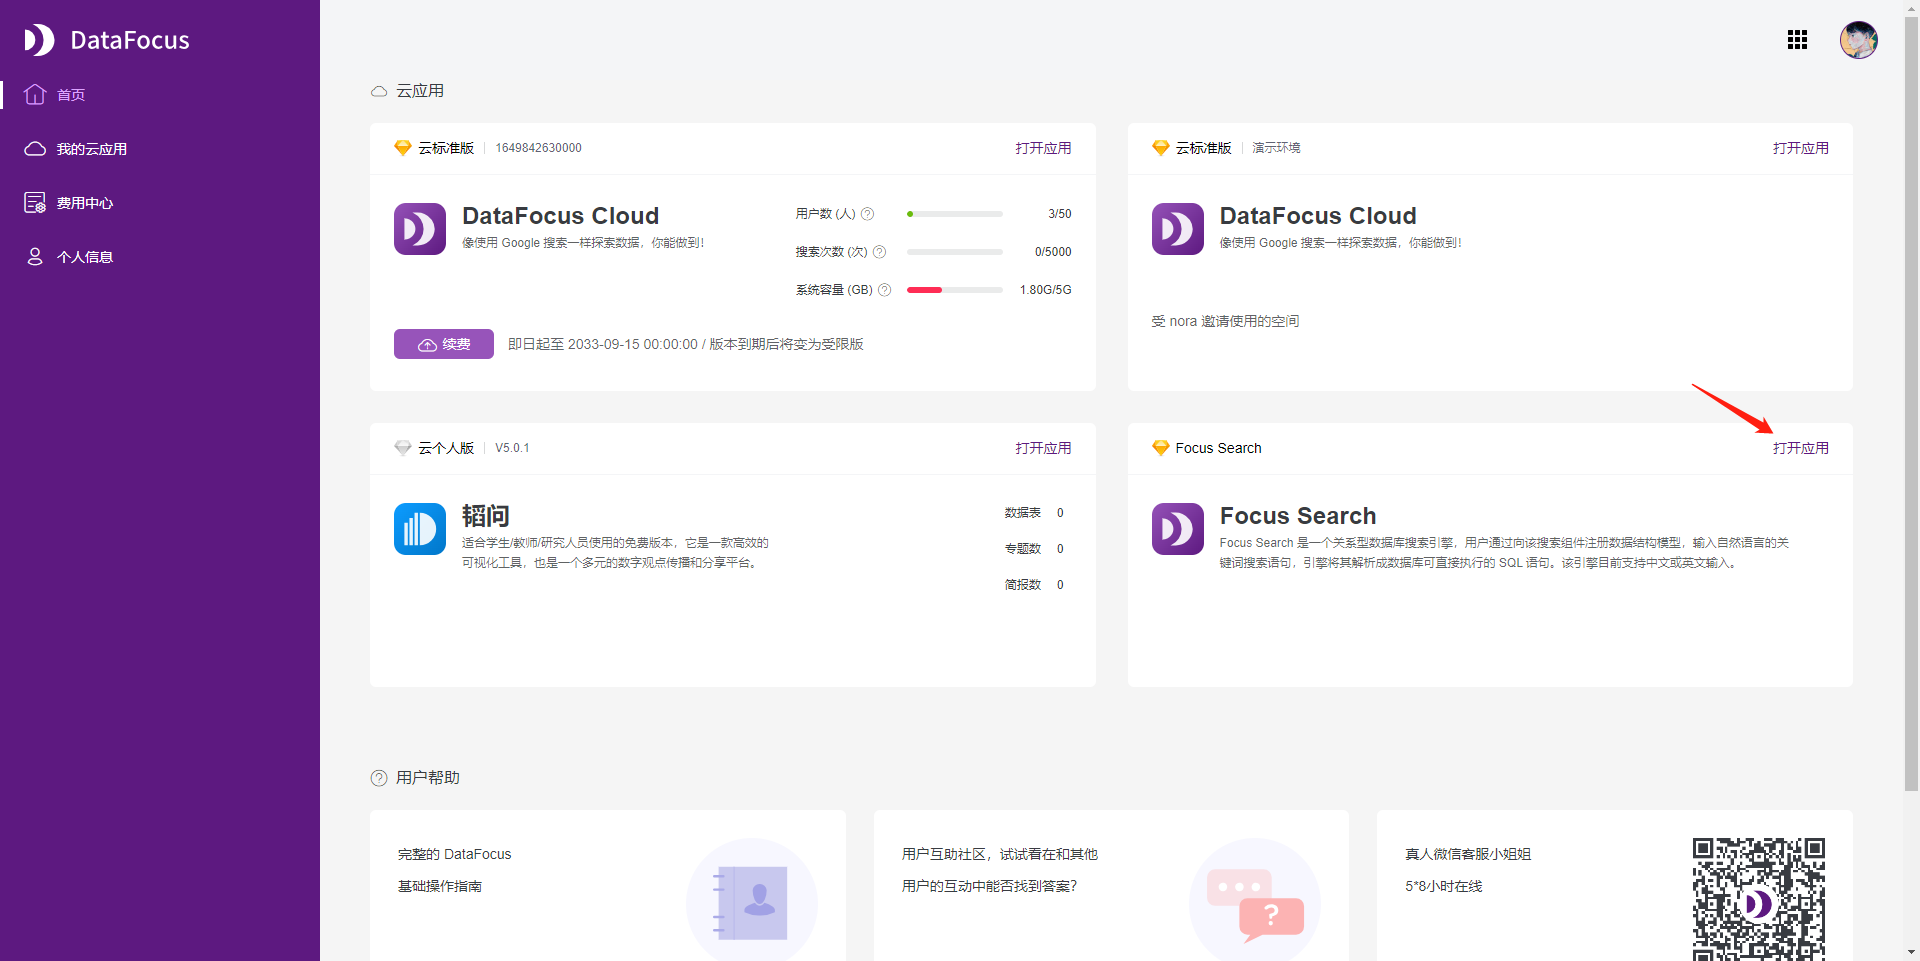 DataFocus
首页
我的云应用
费用中心
个人信息
云应用
云标准版 1649842630000 打开应用
DataFocus Cloud
像使用 Google 搜索一样探索数据，你能做到！
用户数 (人) ? 3/50
搜索次数 (次) ? 0/5000
系统容量 (GB) ? 1.80G/5G
续费 即日起至 2033-09-15 00:00:00 / 版本到期后将变为受限版
云标准版 演示环境 打开应用
DataFocus Cloud
像使用 Google 搜索一样探索数据，你能做到！
受 nora 邀请使用的空间
云个人版 V5.0.1 打开应用
韬问
适合学生/教师/研究人员使用的免费版本，它是一款高效的
可视化工具，也是一个多元的数字观点传播和分享平台。
数据表 0
专题数 0
简报数 0
Focus Search 打开应用
Focus Search
Focus Search 是一个关系型数据库搜索引擎，用户通过向该搜索组件注册数据结构模型，输入自然语言的关
键词搜索语句，引擎将其解析成数据库可直接执行的 SQL 语句。该引擎目前支持中文或英文输入。
? 用户帮助
完整的 DataFocus
基础操作指南
用户互助社区，试试看在和其他
用户的互动中能否找到答案？
?
真人微信客服小姐姐
5*8小时在线